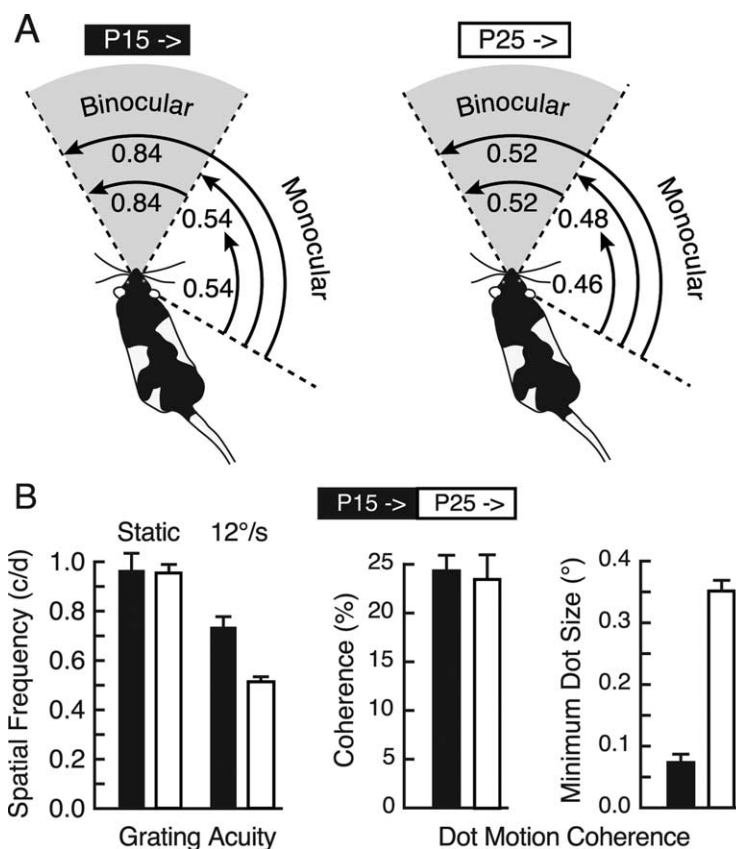 A
P15 ->
P25 ->
Binocular
0.84
0.84
0.54
0.54
Monocular
Binocular
0.52
0.52
0.48
0.46
Monocular
B
P15 -> P25 ->
Static 12°/s
Spatial Frequency (c/d)
1.0
0.8
0.6
0.4
0.2
0.0
Grating Acuity
Coherence (%)
25
20
15
10
5
0
Minimum Dot Size (°)
0.4
0.3
0.2
0.1
0
Dot Motion Coherence